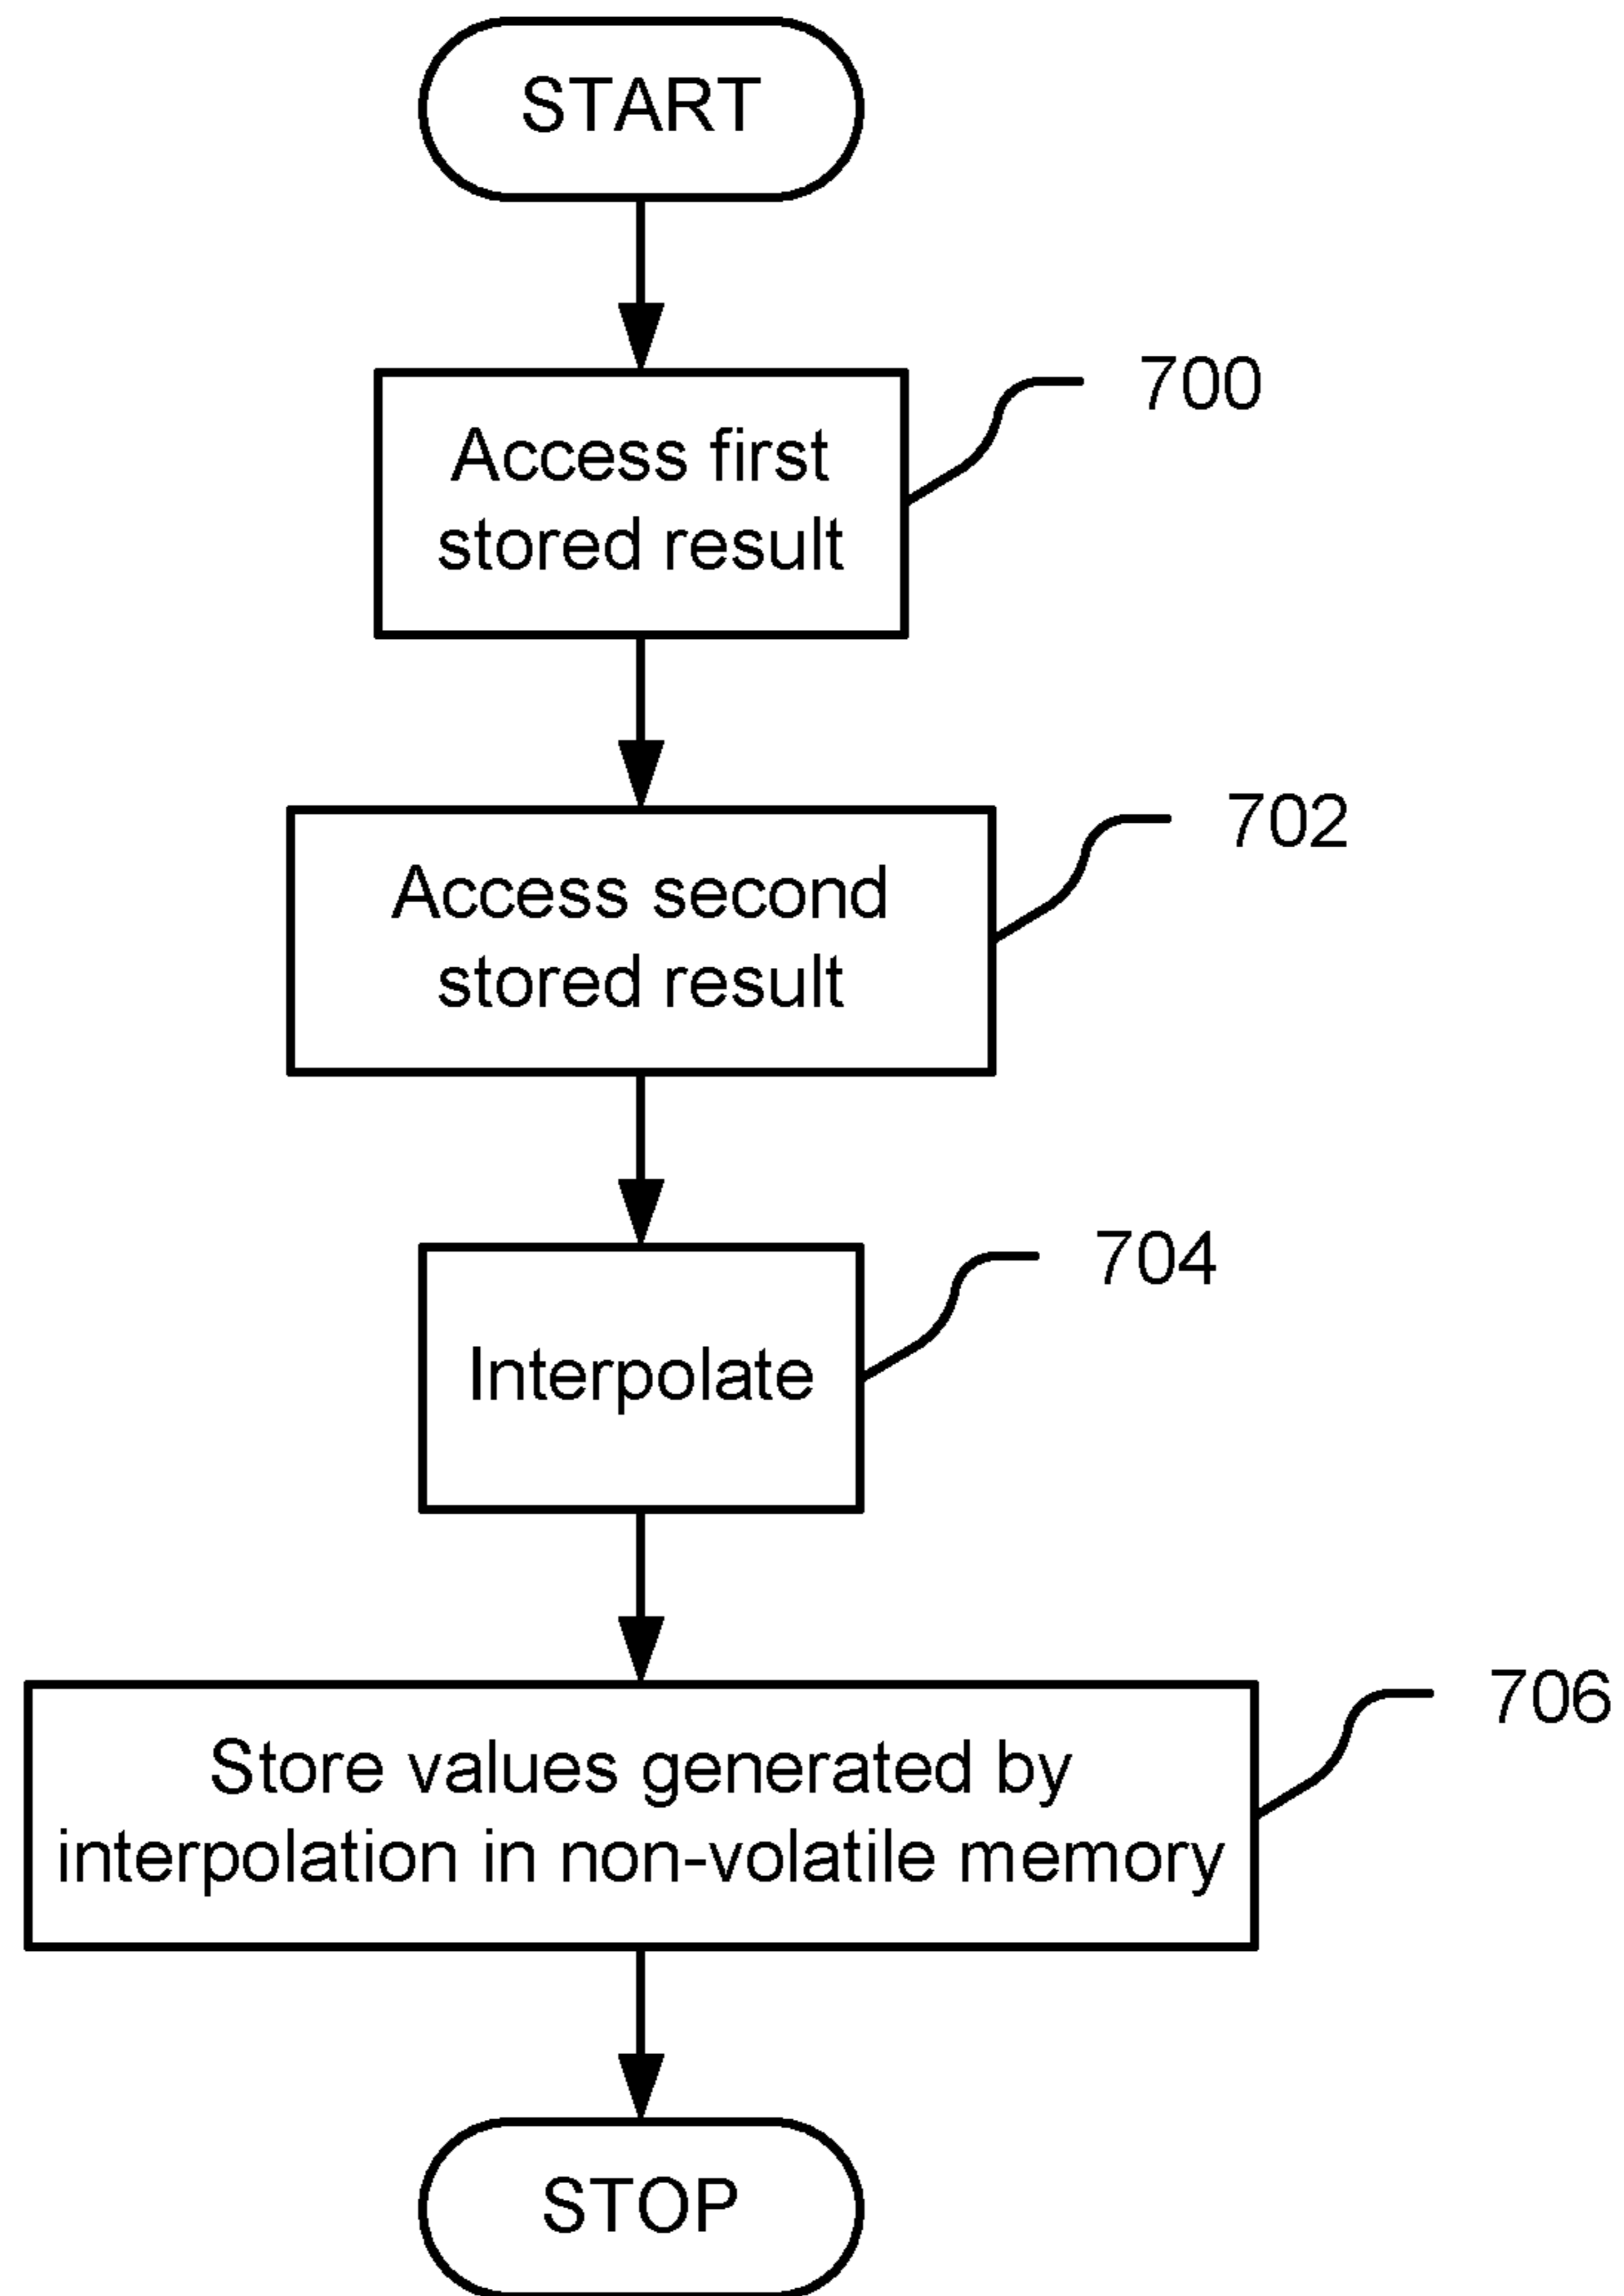 START
700
Access first
stored result
702
Access second
stored result
704
Interpolate
706
Store values generated by
interpolation in non-volatile memory
STOP